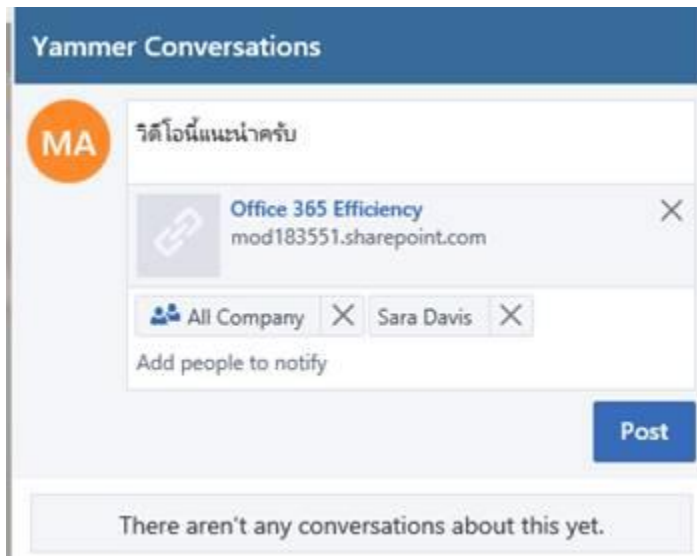 Yammer Conversations
MA
วิดีโอนี้แนะนำครับ
Office 365 Efficiency
mod183551.sharepoint.com
All Company
Sara Davis
Add people to notify
Post
There aren't any conversations about this yet.